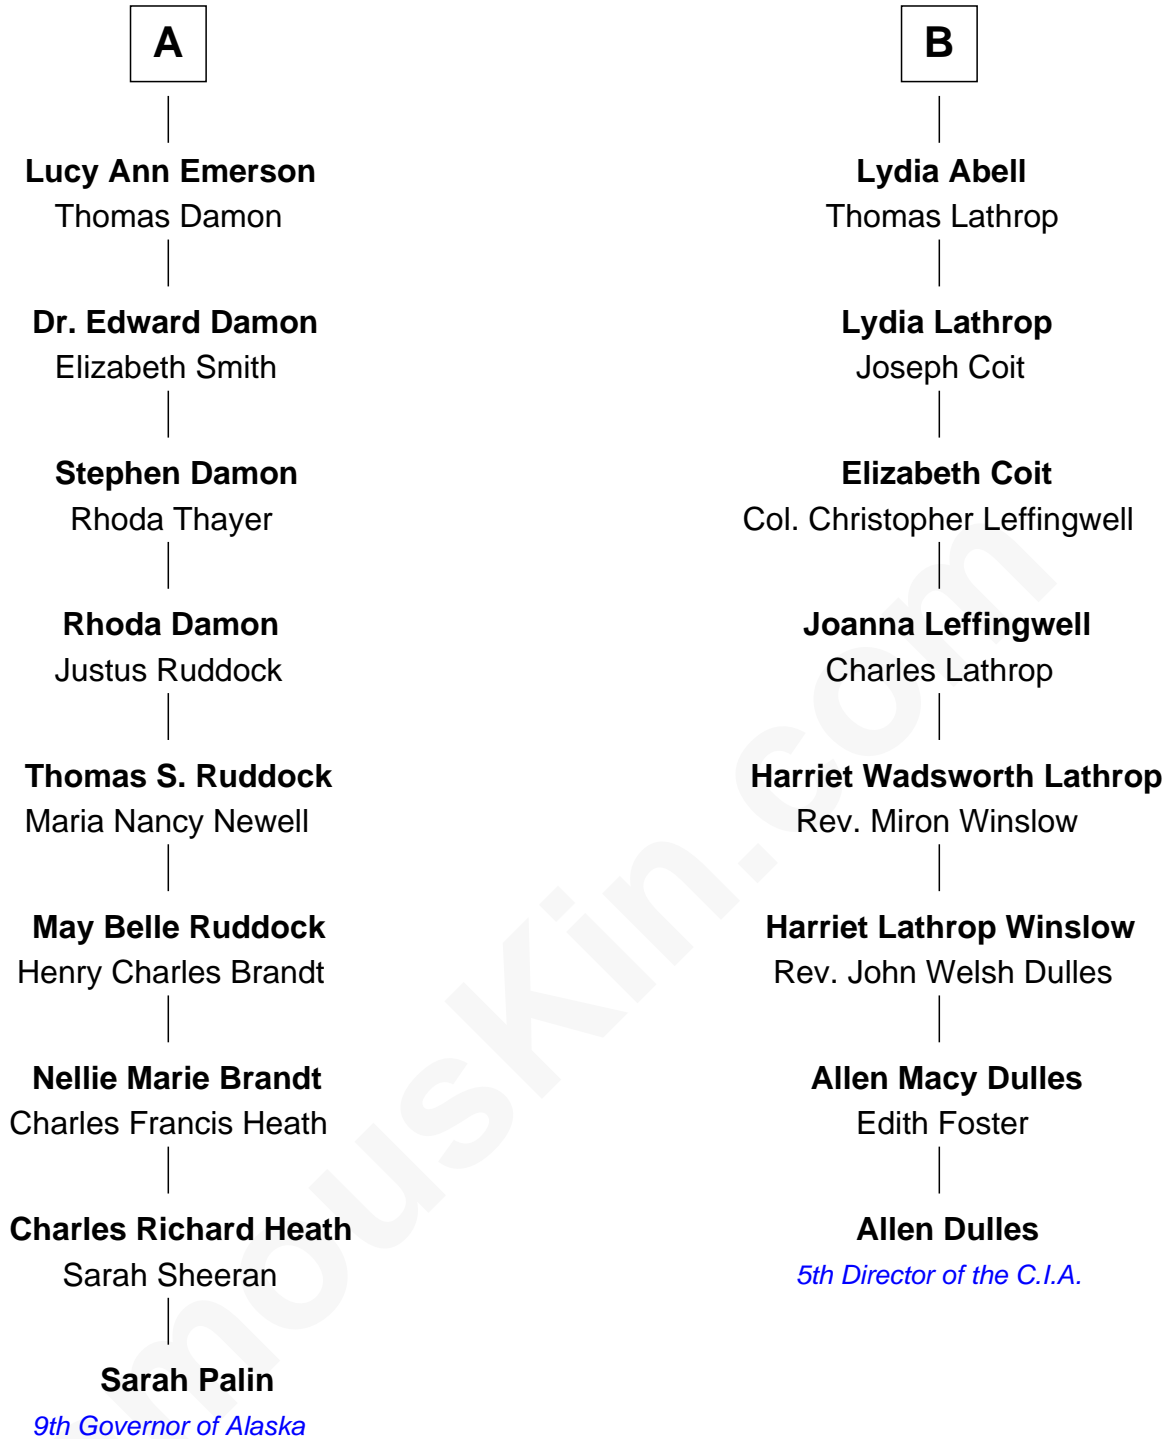 A
Lucy Ann Emerson
Thomas Damon
Dr. Edward Damon
Elizabeth Smith
Stephen Damon
Rhoda Thayer
Rhoda Damon
Justus Ruddock
Thomas S. Ruddock
Maria Nancy Newell
May Belle Ruddock
Henry Charles Brandt
Nellie Marie Brandt
Charles Francis Heath
Charles Richard Heath
Sarah Sheeran
Sarah Palin
9th Governor of Alaska
B
Lydia Abell
Thomas Lathrop
Lydia Lathrop
Joseph Coit
Elizabeth Coit
Col. Christopher Leffingwell
Joanna Leffingwell
Charles Lathrop
Harriet Wadsworth Lathrop
Rev. Miron Winslow
Harriet Lathrop Winslow
Rev. John Welsh Dulles
Allen Macy Dulles
Edith Foster
Allen Dulles
5th Director of the C.I.A.
mousKin.com